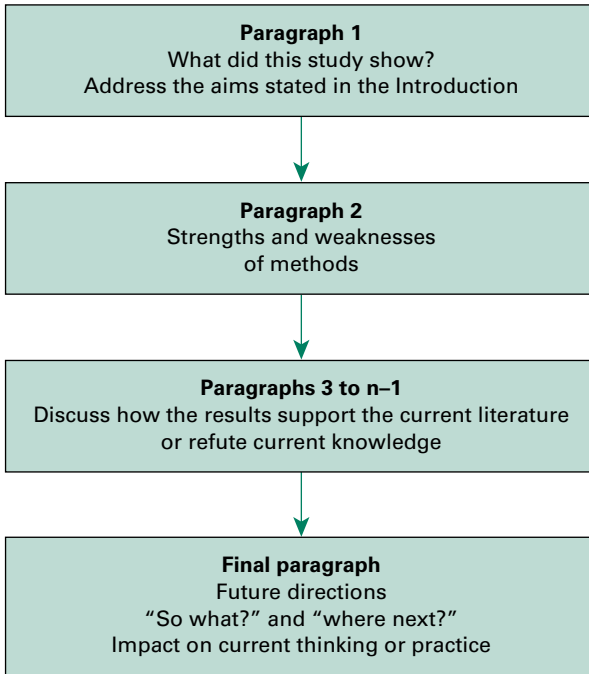 Paragraph 1
What did this study show?
Address the aims stated in the Introduction
Paragraph 2
Strengths and weaknesses
of methods
Paragraphs 3 to n–1
Discuss how the results support the current literature
or refute current knowledge
Final paragraph
Future directions
“So what?” and “where next?”
Impact on current thinking or practice